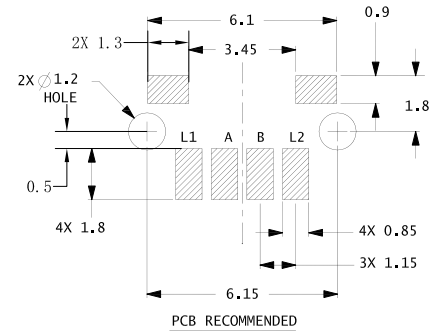 6.1
0.9
2X 1.3
3.45
2X ∅ 1.2
HOLE
1.8
L1 A B L2
0.5
4X 1.8
4X 0.85
3X 1.15
6.15
PCB RECOMMENDED